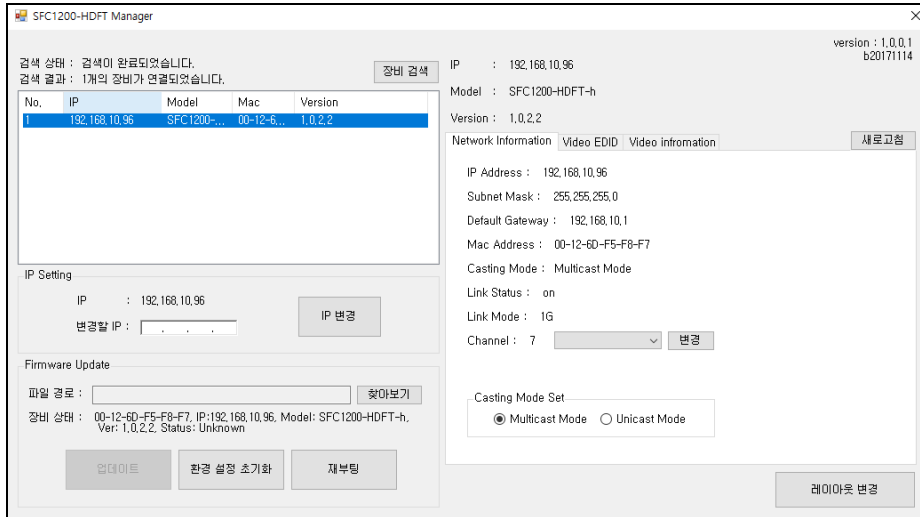 SFC1200-HDFT Manager
version : 1,0,0,1
b20171114
검색 상태 : 검색이 완료되었습니다.
검색 결과 : 1개의 장비가 연결되었습니다.
장비 검색
No, IP Model Mac Version
1 192,168,10,96 SFC1200-... 00-12-6... 1,0,2,2
IP Setting
IP : 192,168,10,96
변경할 IP : . . .
IP 변경
Firmware Update
파일 경로 :
찾아보기
장비 상태 : 00-12-6D-F5-F8-F7, IP:192,168,10,96, Model: SFC1200-HDFT-h,
Ver: 1,0,2,2, Status: Unknown
업데이트 환경 설정 초기화 재부팅
IP : 192,168,10,96
Model : SFC1200-HDFT-h
Version : 1,0,2,2
Network Information Video EDID Video infromation
새로고침
IP Address : 192,168,10,96
Subnet Mask : 255,255,255,0
Default Gateway : 192,168,10,1
Mac Address : 00-12-6D-F5-F8-F7
Casting Mode : Multicast Mode
Link Status : on
Link Mode : 1G
Channel : 7 변경
Casting Mode Set
Multicast Mode Unicast Mode
레이아웃 변경